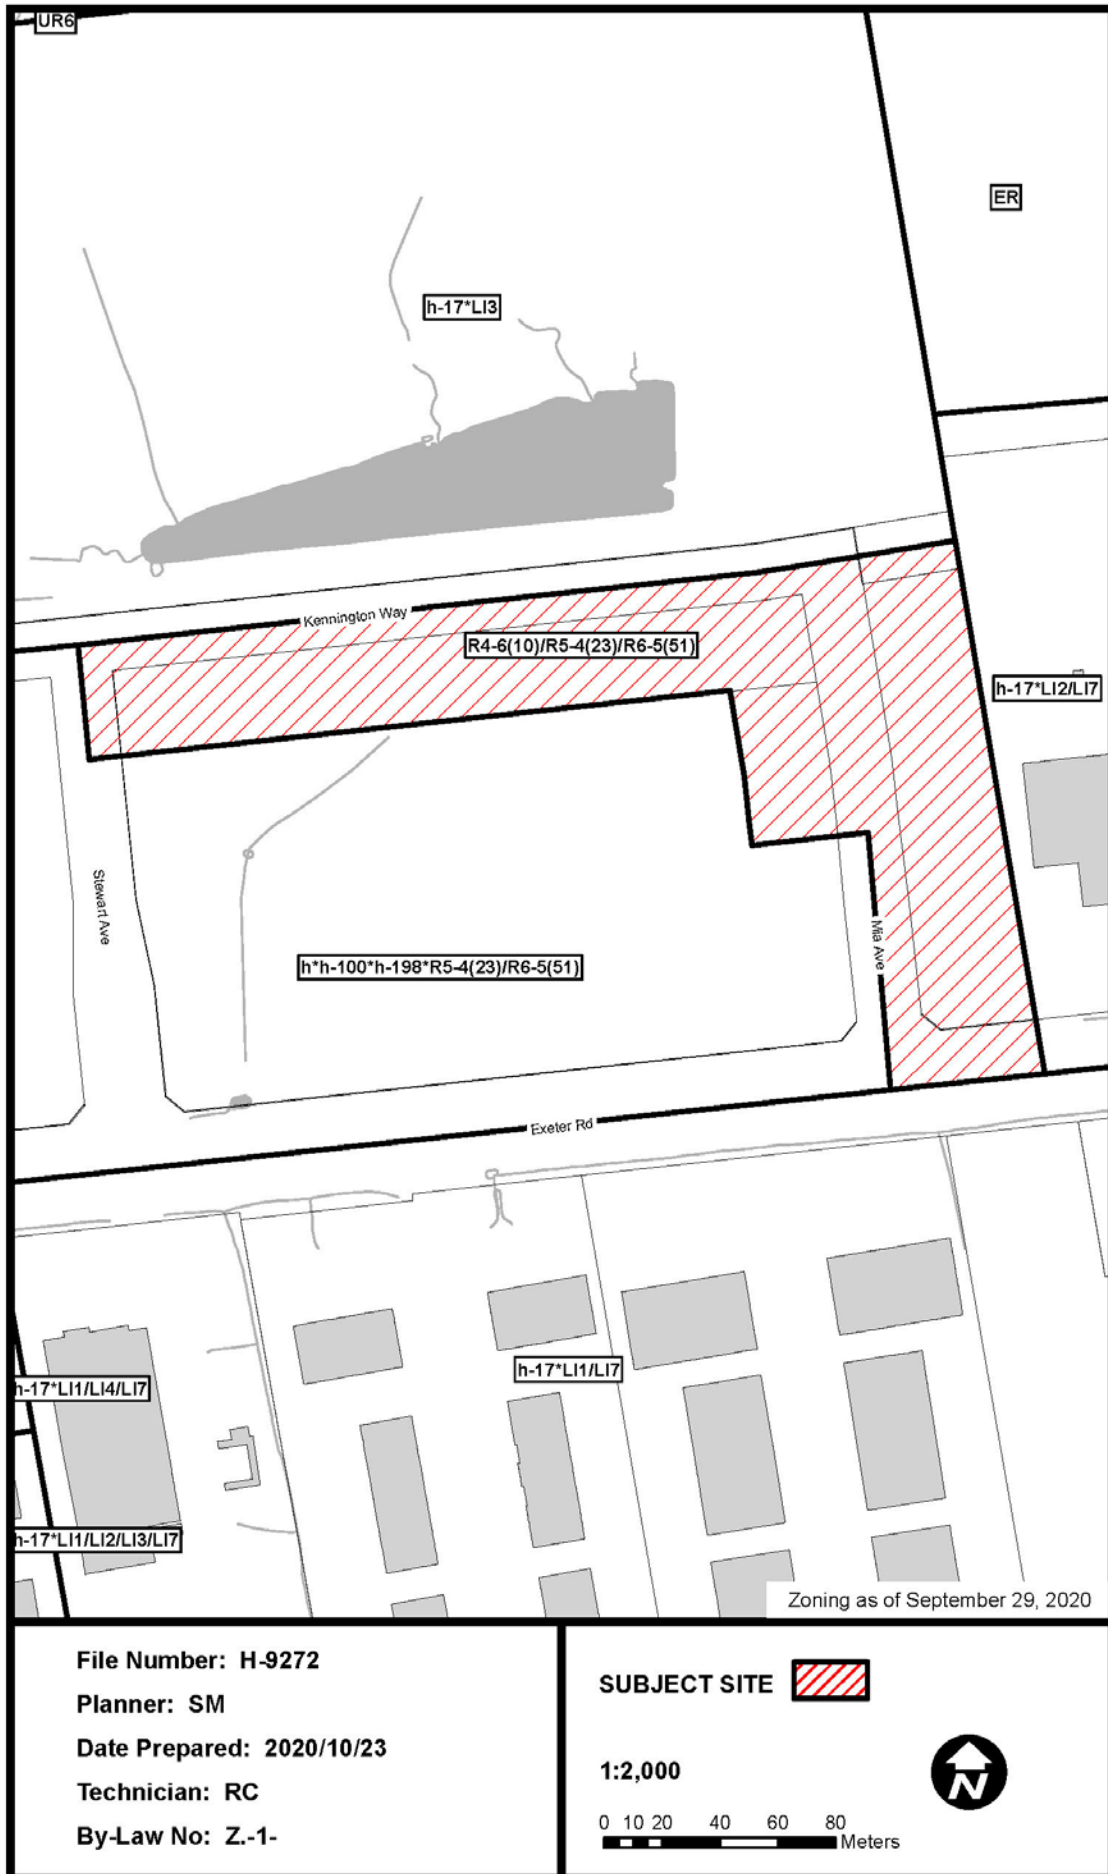 UR6
ER
h-17*LI3
Kennington Way
R4-6(10)/R5-4(23)/R6-5(51)
h-17*LI2/LI7
Stewart Ave
Mia Ave
h*h-100*h-198*R5-4(23)/R6-5(51)
Exeter Rd
h-17*LI1/LI7
h-17*LI1/LI4/LI7
h-17*LI1/LI2/LI3/LI7
Zoning as of September 29, 2020
File Number: H-9272
Planner: SM
Date Prepared: 2020/10/23
Technician: RC
By-Law No: Z.-1-
SUBJECT SITE
1:2,000
N
0 10 20 40 60 80
Meters